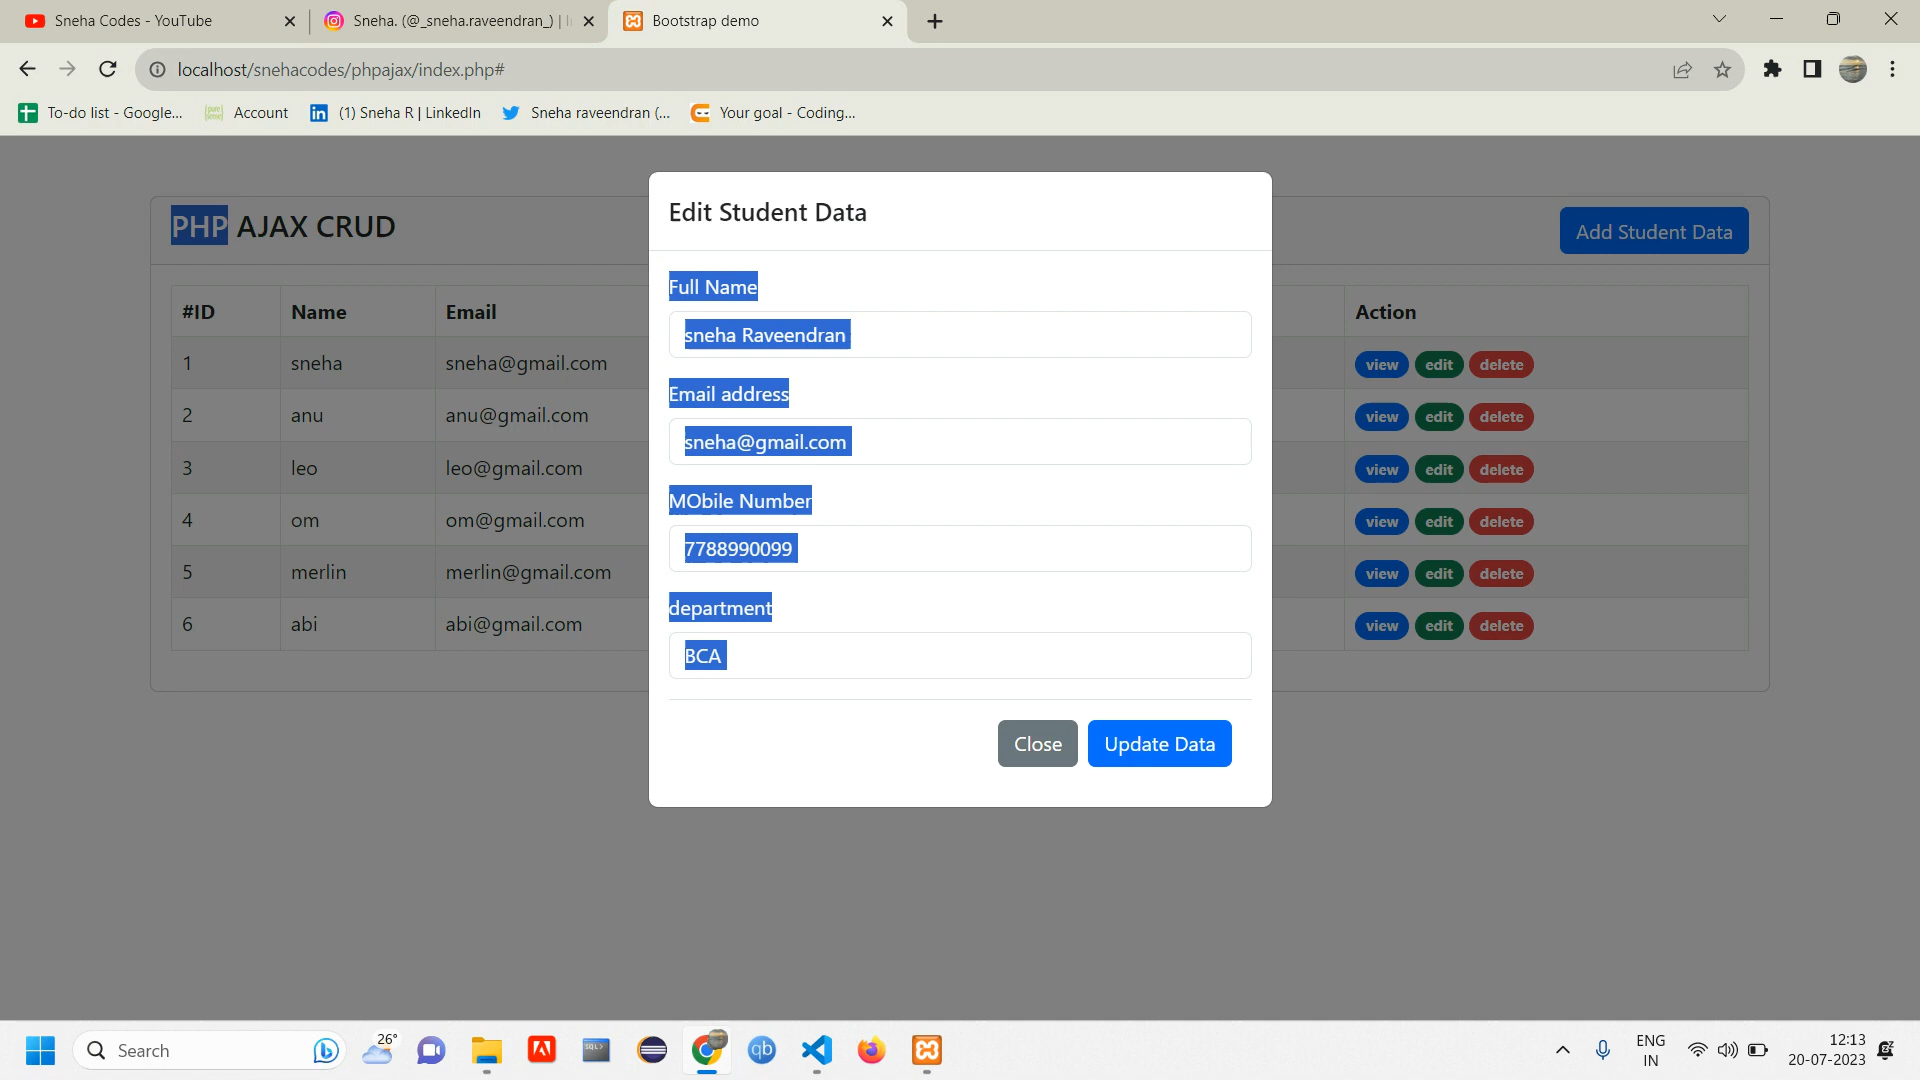 Sneha Codes - YouTube
Sneha. (@_sneha.raveendran_) |
Bootstrap demo
localhost/snehacodes/phpajax/index.php#
To-do list - Google...
Account
(1) Sneha R | LinkedIn
Sneha raveendran (...
Your goal - Coding...
PHP AJAX CRUD
Add Student Data
#ID Name Email Action
1 sneha sneha@gmail.com view edit delete
2 anu anu@gmail.com view edit delete
3 leo leo@gmail.com view edit delete
4 om om@gmail.com view edit delete
5 merlin merlin@gmail.com view edit delete
6 abi abi@gmail.com view edit delete
Edit Student Data
Full Name
sneha Raveendran
Email address
sneha@gmail.com
MObile Number
7788990099
department
BCA
Close
Update Data
Search
26°
qb
ENG
IN
12:13
20-07-2023